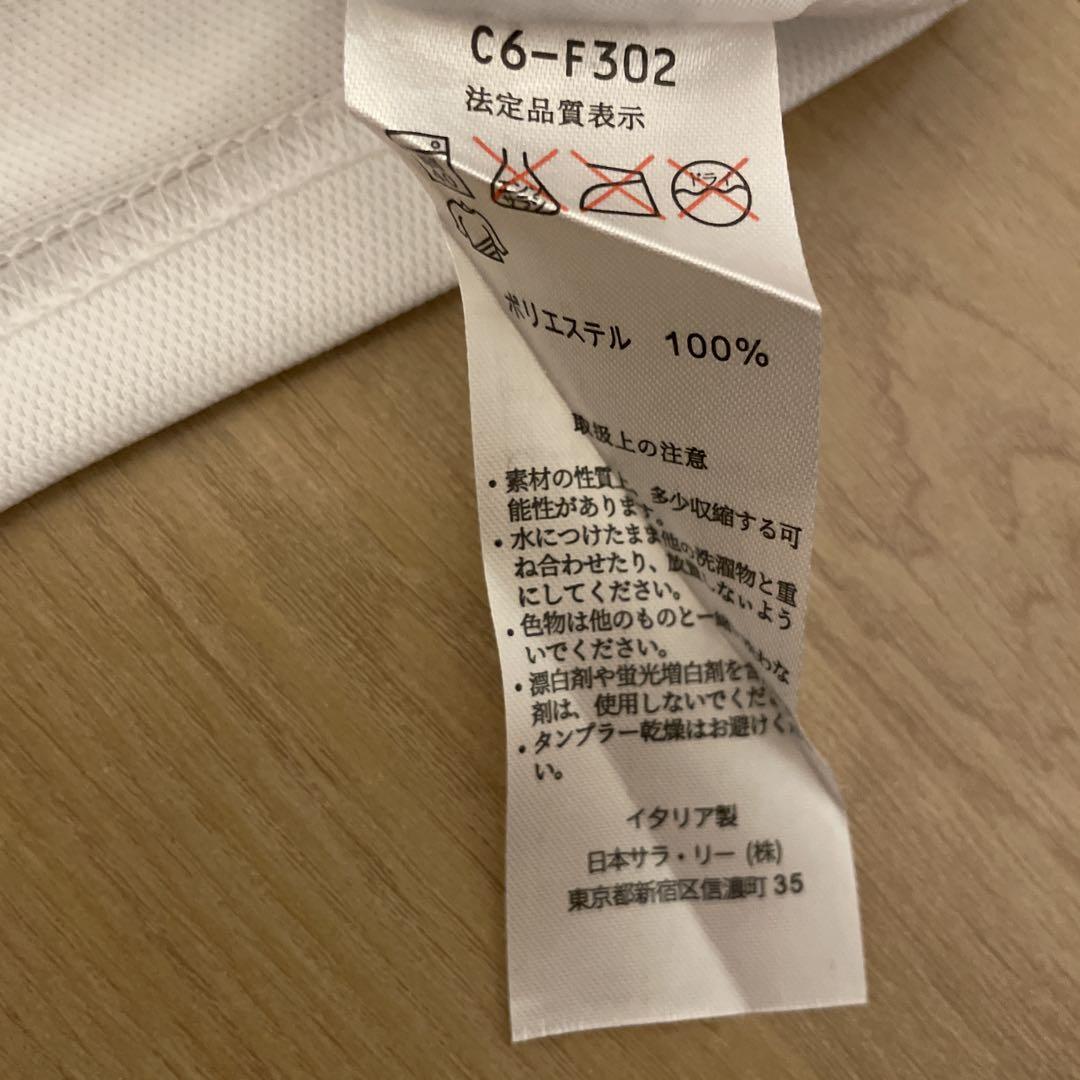 C6-F302
法定品質表示
ドライ
ポリエステル 100%
取扱上の注意
・素材の性質上、多少収縮する可
能性があります。
・水につけたまま他の洗濯物と重
ね合わせたり、放置しないよう
にしてください。
・色物は他のものと一緒
いでください。
・漂白剤や蛍光増白剤を含
剤は、使用しないでくだ
・タンブラー乾燥はお避けく
い。
イタリア製
日本サラ・リー (株)
東京都新宿区信濃町 35